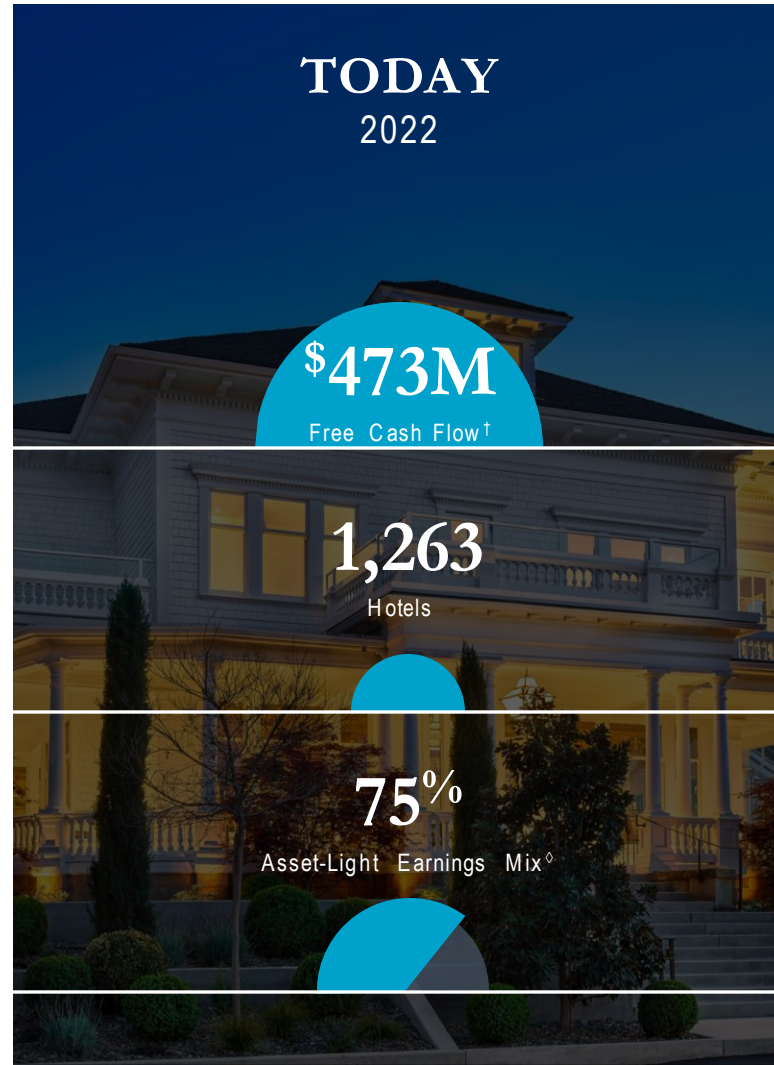 TODAY
2022
$473M
Free Cash Flow†
1,263
Hotels
75%
Asset-Light Earnings Mix◊